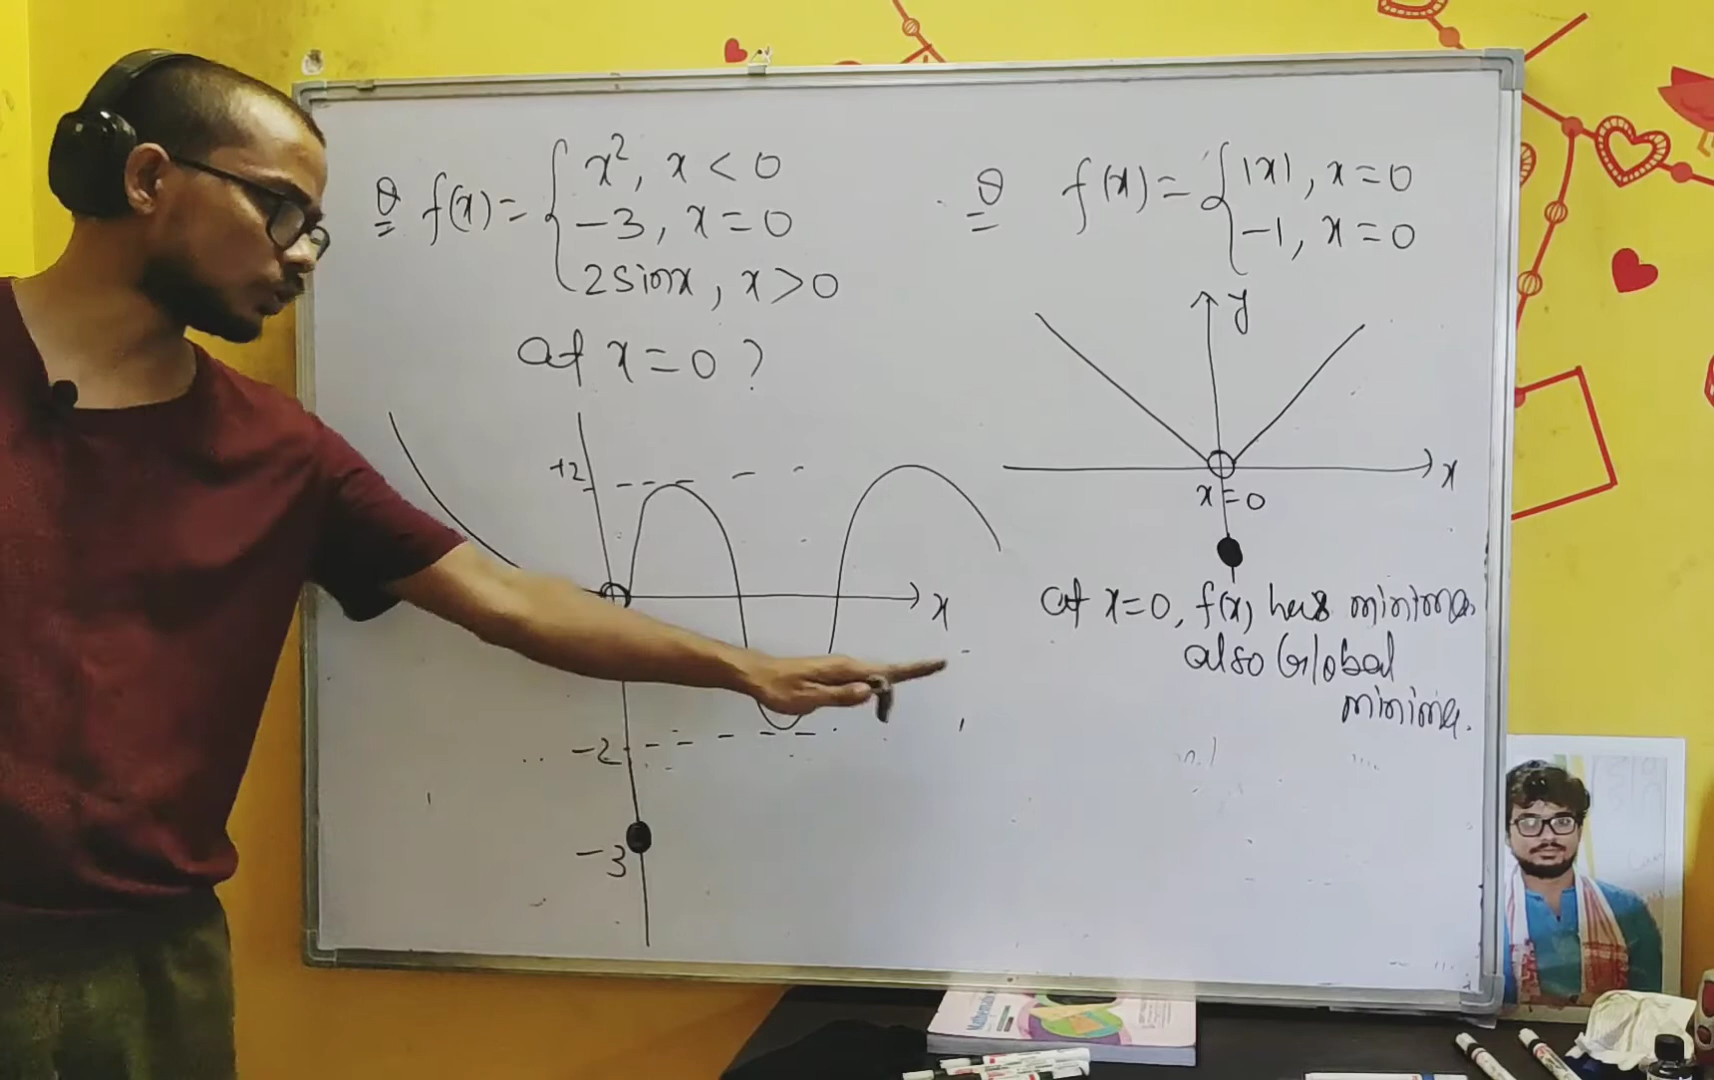 Q f(x) = { x², x < 0
-3, x = 0
2sinx, x > 0
at x = 0 ?
+2
x
-2
-3
Q f(x) = { |x|, x = 0
-1, x = 0
y
x
x = 0
at x=0, f(x) has minima
also Global
minima.
Mathematics